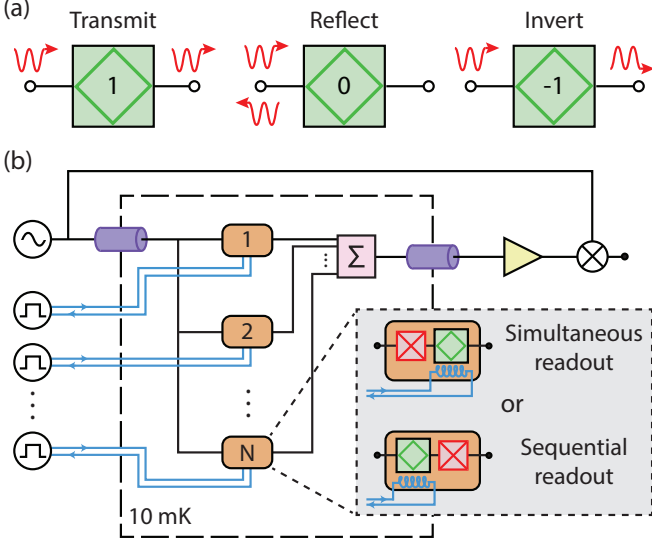 (a)
Transmit
Reflect
Invert
1
0
-1
(b)
1
2
N
Σ
10 mK
Simultaneous
readout
or
Sequential
readout